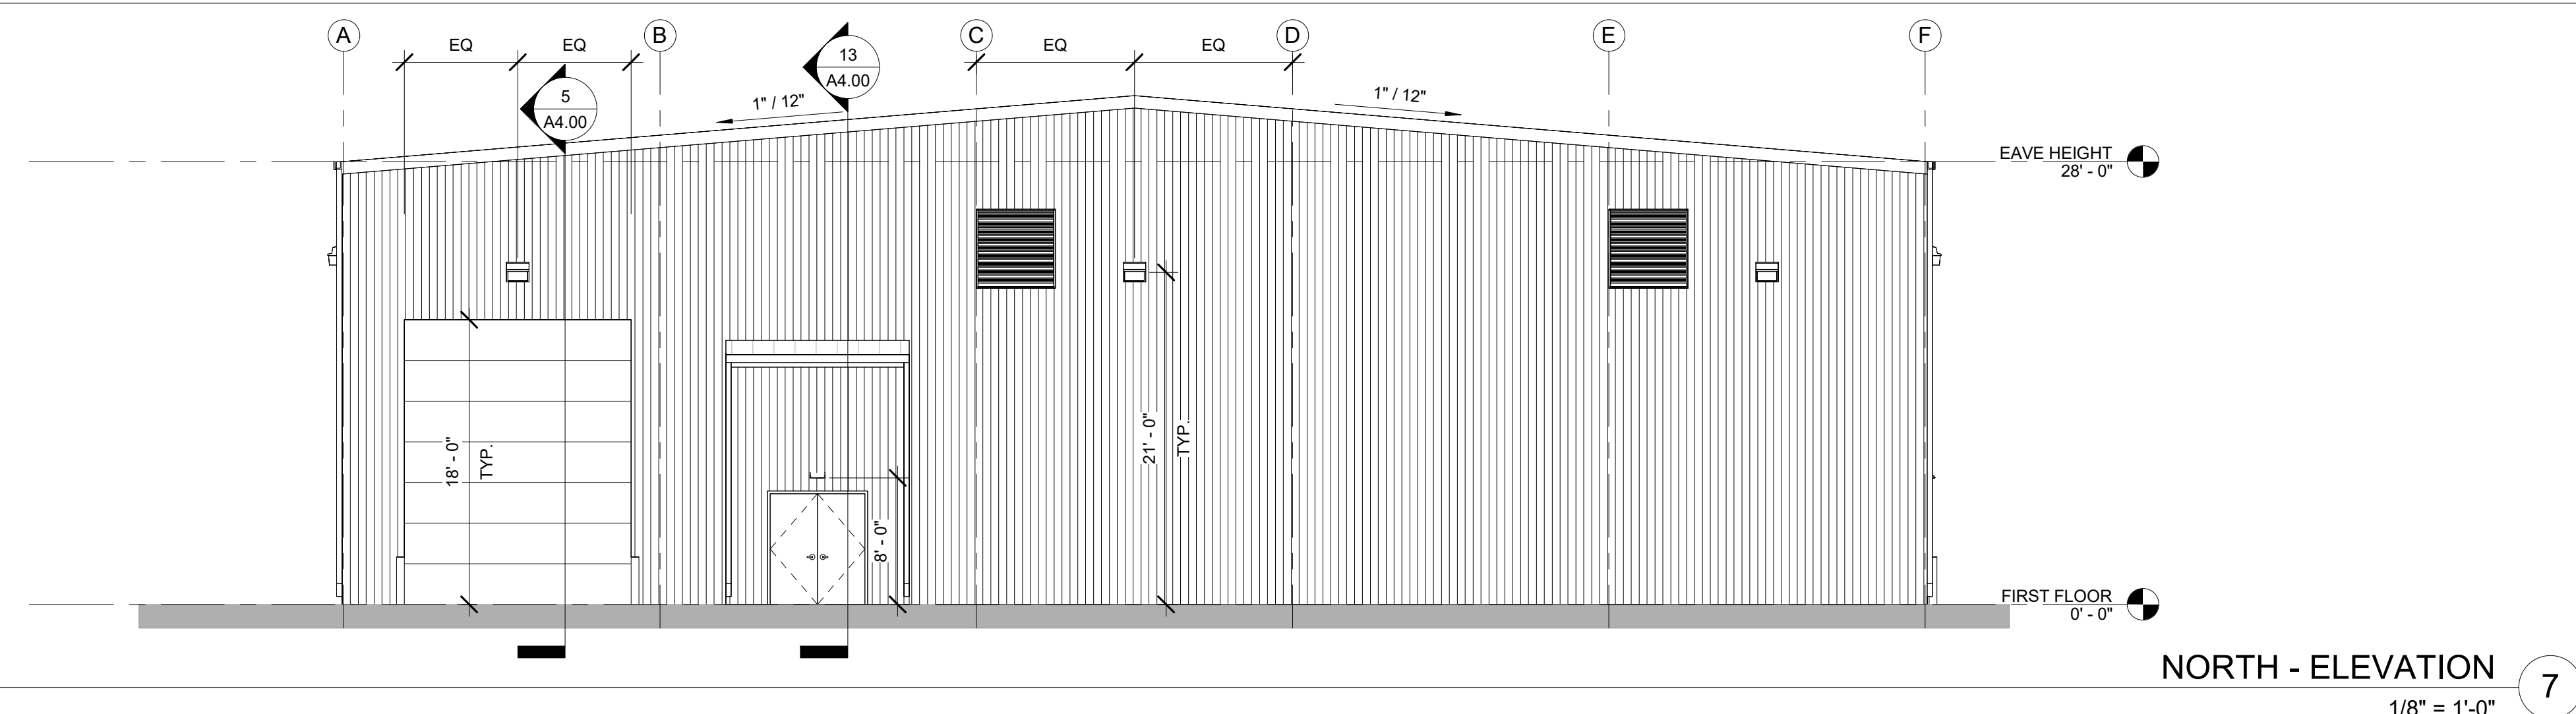 A
B
C
D
E
F
EQ
EQ
EQ
EQ
13
A4.00
5
A4.00
1" / 12"
1" / 12"
EAVE HEIGHT
28' - 0"
18' - 0"
TYP.
8' - 0"
21' - 0"
TYP.
FIRST FLOOR
0' - 0"
NORTH - ELEVATION
7
1/8" = 1'-0"